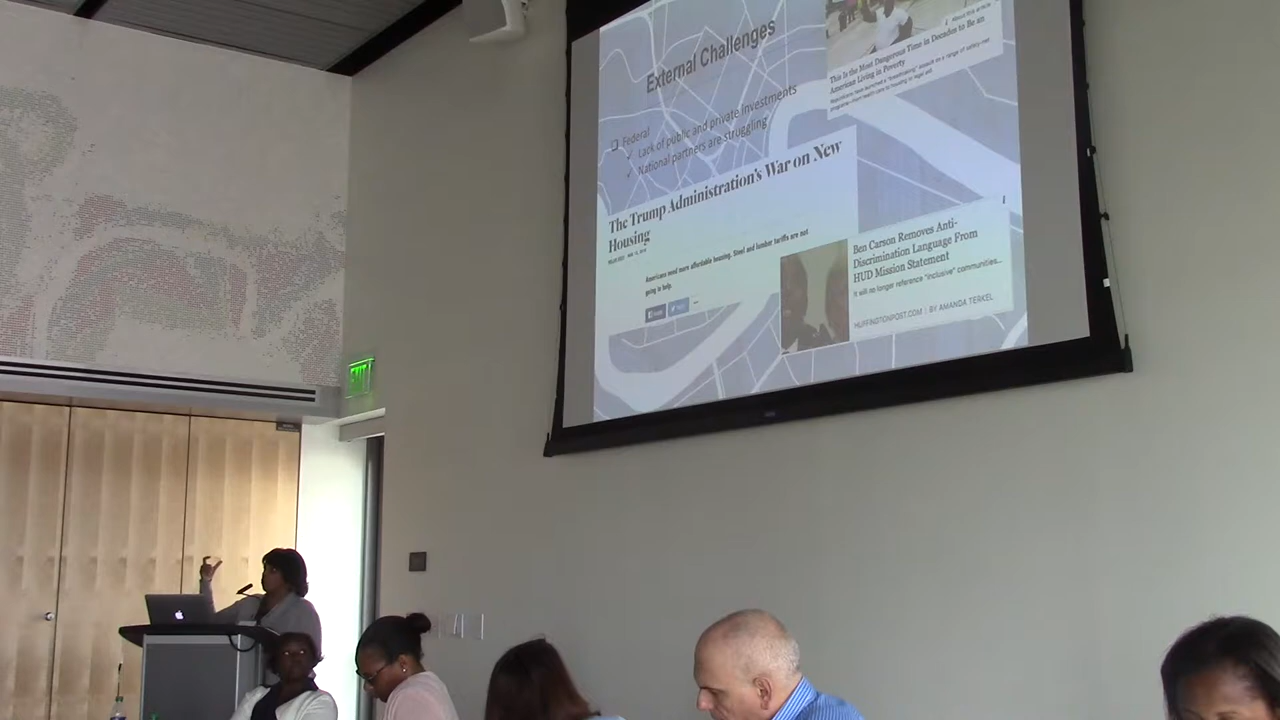 External Challenges
Federal
Lack of public and private investments
National partners are struggling
This Is the Most Dangerous Time in Decades to Be an
American Living in Poverty
The Trump Administration's War on New
Housing
Americans need more affordable housing. Steel and lumber tariffs are not
going to help.
Ben Carson Removes Anti-
Discrimination Language From
HUD Mission Statement
It will no longer reference "inclusive" communities...
HUFFINGTONPOST.COM | BY AMANDA TERKEL
EXIT